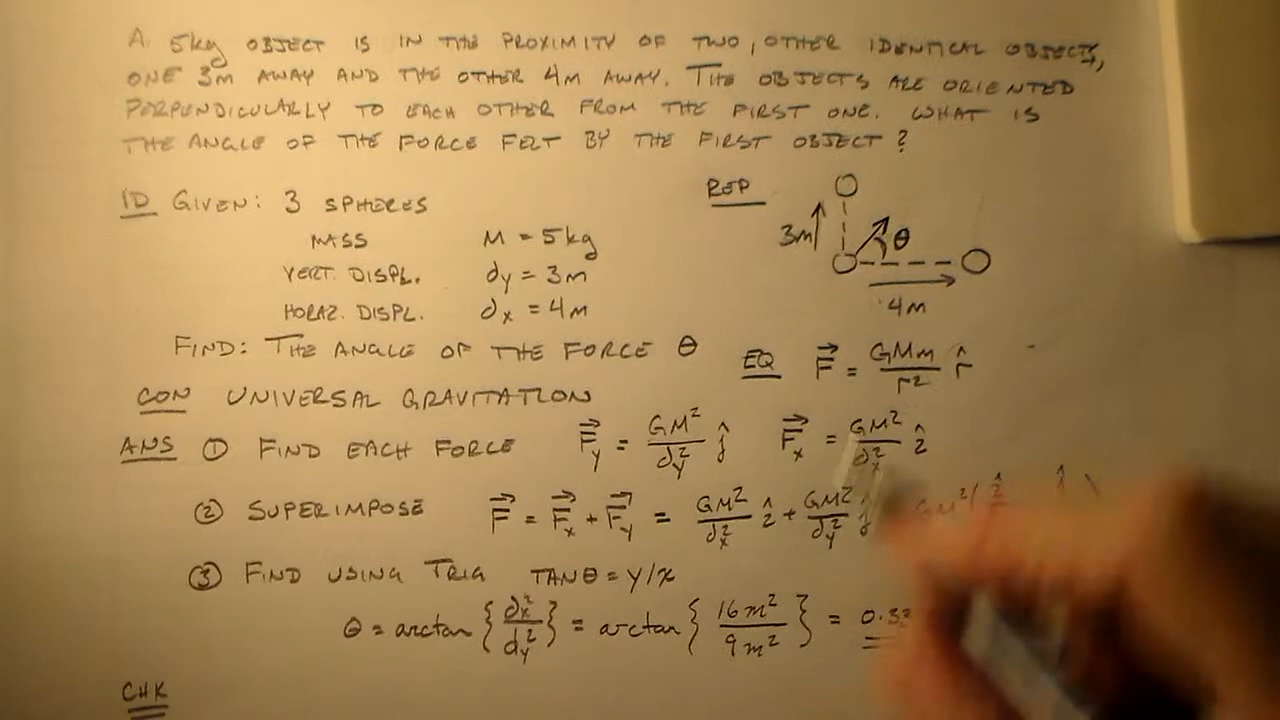 A 5kg OBJECT IS IN THE PROXIMITY OF TWO, OTHER IDENTICAL OBJECTS,
ONE 3m AWAY AND THE OTHER 4m AWAY. THE OBJECTS ARE ORIENTED
PERPENDICULARLY TO EACH OTHER FROM THE FIRST ONE. WHAT IS
THE ANGLE OF THE FORCE FELT BY THE FIRST OBJECT?
ID GIVEN: 3 SPHERES
MASS M = 5kg
VERT. DISPL. dy = 3m
HORIZ. DISPL. dx = 4m
REP
3m
θ
4m
FIND: THE ANGLE OF THE FORCE θ
EQ F⃗ = GMm/r² r̂
CON UNIVERSAL GRAVITATION
ANS ① FIND EACH FORCE F⃗y = GM²/dy² ĵ F⃗x = GM²/dx² î
② SUPERIMPOSE F⃗ = F⃗x + F⃗y = GM²/dx² î + GM²/dy² ĵ
③ FIND USING TRIG TANθ = y/x
θ = arctan{dx²/dy²} = arctan{16m²/9m²} =
CHK